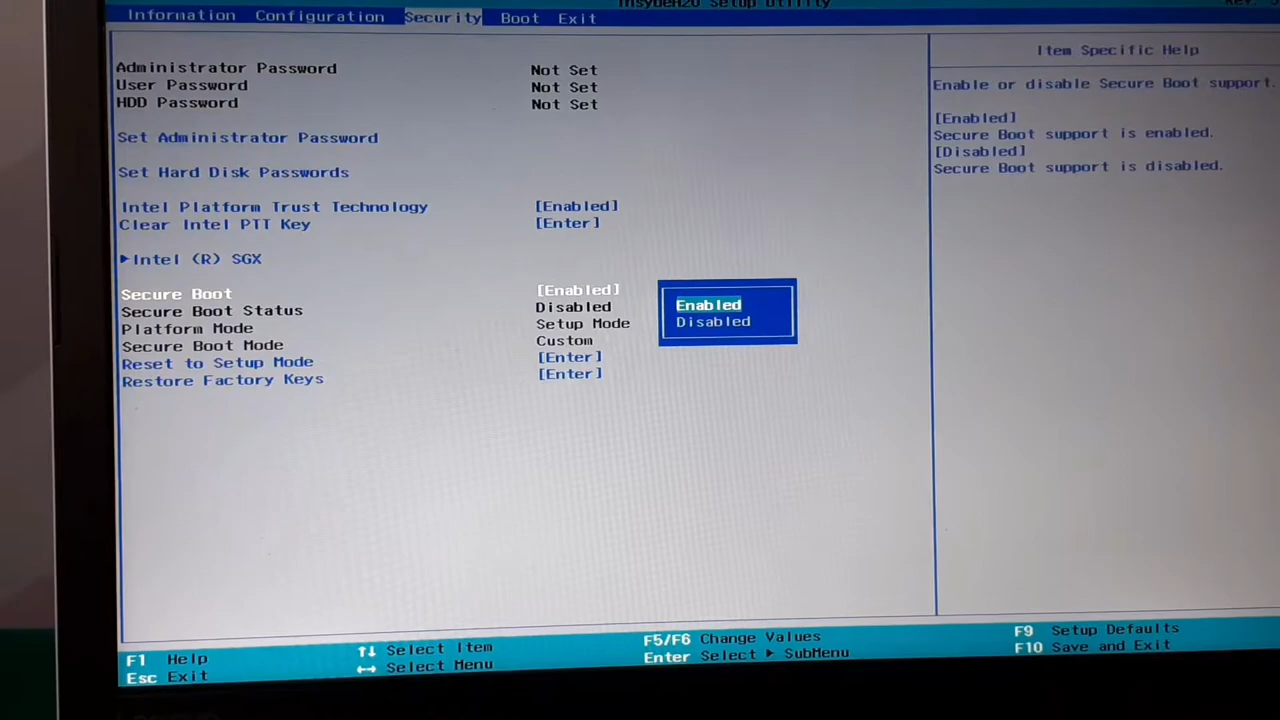 InsydeH2O Setup Utility
Information Configuration Security Boot Exit
Item Specific Help
Administrator Password Not Set
User Password Not Set
HDD Password Not Set
Set Administrator Password
Set Hard Disk Passwords
Intel Platform Trust Technology [Enabled]
Clear Intel PTT Key [Enter]
Intel (R) SGX
Secure Boot [Enabled]
Secure Boot Status Disabled
Platform Mode Setup Mode
Secure Boot Mode Custom
Reset to Setup Mode [Enter]
Restore Factory Keys [Enter]
Enabled
Disabled
Enable or disable Secure Boot support.
[Enabled]
Secure Boot support is enabled.
[Disabled]
Secure Boot support is disabled.
F1 Help ↑↓ Select Item F5/F6 Change Values F9 Setup Defaults
Esc Exit ↔ Select Menu Enter Select ▶ SubMenu F10 Save and Exit